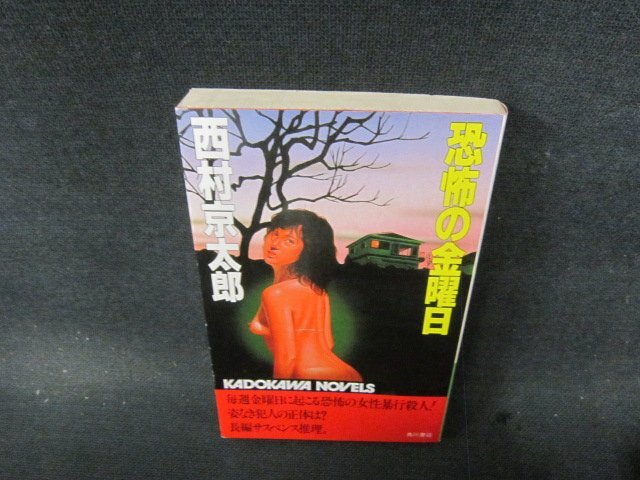 恐怖の金曜日
西村京太郎
KADOKAWA NOVELS
毎週金曜日に起こる恐怖の女性暴行殺人!
姿なき犯人の正体は?
長編サスペンス推理。
角川書店